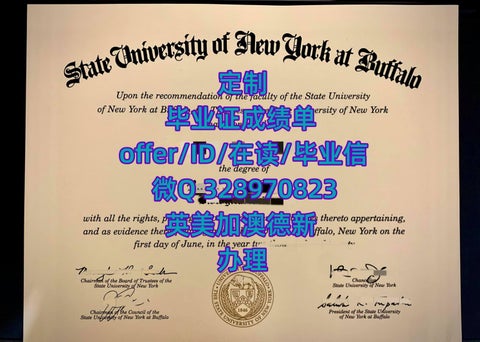 State University of New York at Buffalo
Upon the recommendation of the faculty of the State University
of New York at B University of New York
定制
毕业证成绩单
offer/ID/在读/毕业信
the degree of
微Q:328970823
with all the rights, p thereto appertaining,
英美加澳德新
and as evidence there ffalo, New York on the
first day of June, in the year tw
办理
Chairman of the Board of Trustees of the
State University of New York
Chance
State University of New York
Chairman of the Council of the
State University of New York at Buffalo
President of the State University
of New York at Buffalo
1846